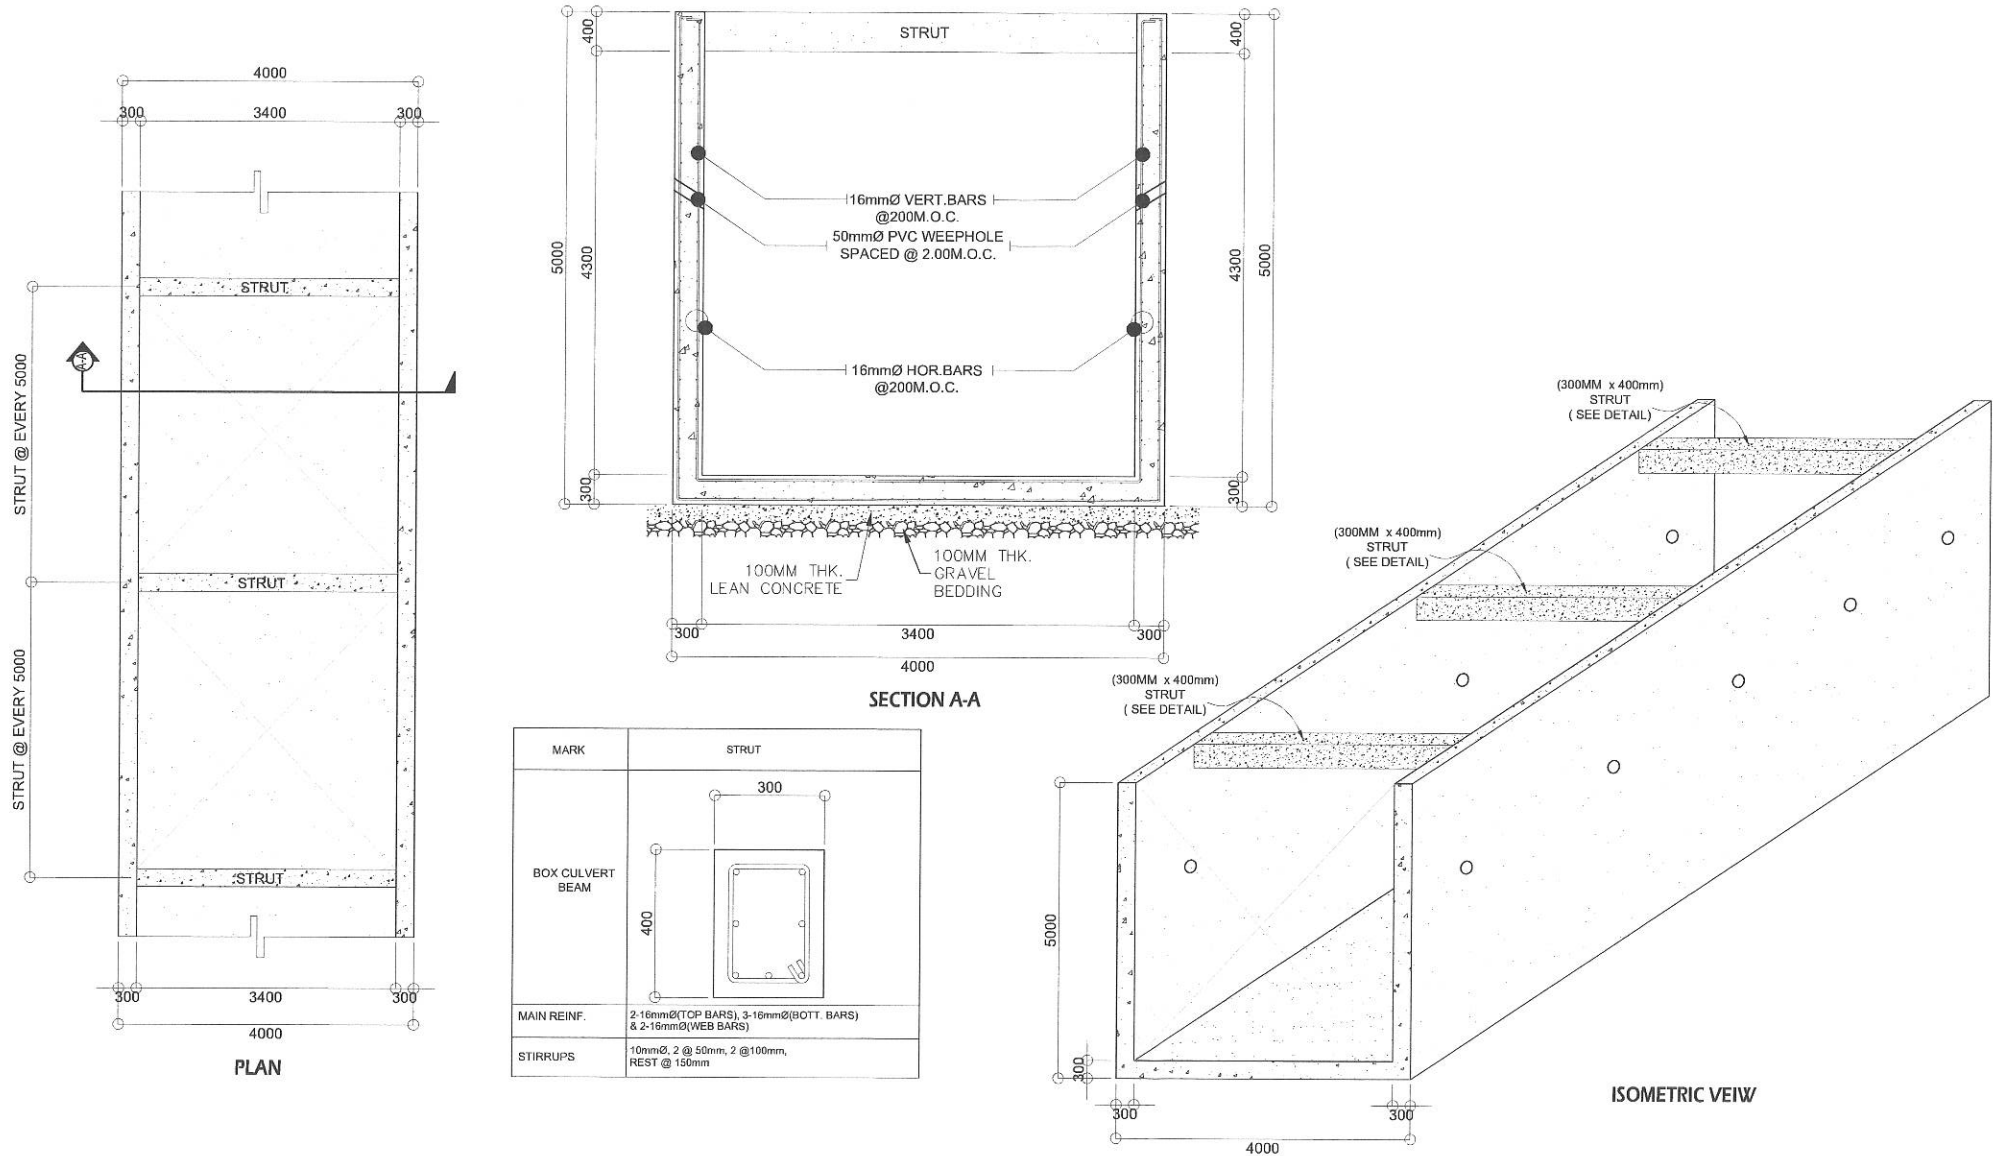 4000
300
3400
300
STRUT
STRUT @ EVERY 5000
A-A
STRUT
STRUT @ EVERY 5000
STRUT
300
3400
300
4000
PLAN
400
STRUT
400
16mmØ VERT.BARS
@200M.O.C.
50mmØ PVC WEEPHOLE
SPACED @ 2.00M.O.C.
5000
4300
4300
5000
16mmØ HOR.BARS
@200M.O.C.
300
300
100MM THK.
LEAN CONCRETE
100MM THK.
GRAVEL
BEDDING
300
3400
300
4000
SECTION A-A
MARK
STRUT
300
BOX CULVERT
BEAM
400
MAIN REINF.
2-16mmØ(TOP BARS), 3-16mmØ(BOTT. BARS)
& 2-16mmØ(WEB BARS)
STIRRUPS
10mmØ, 2 @ 50mm, 2 @100mm,
REST @ 150mm
(300MM x 400mm)
STRUT
( SEE DETAIL)
(300MM x 400mm)
STRUT
( SEE DETAIL)
(300MM x 400mm)
STRUT
( SEE DETAIL)
5000
300
300
300
4000
ISOMETRIC VEIW